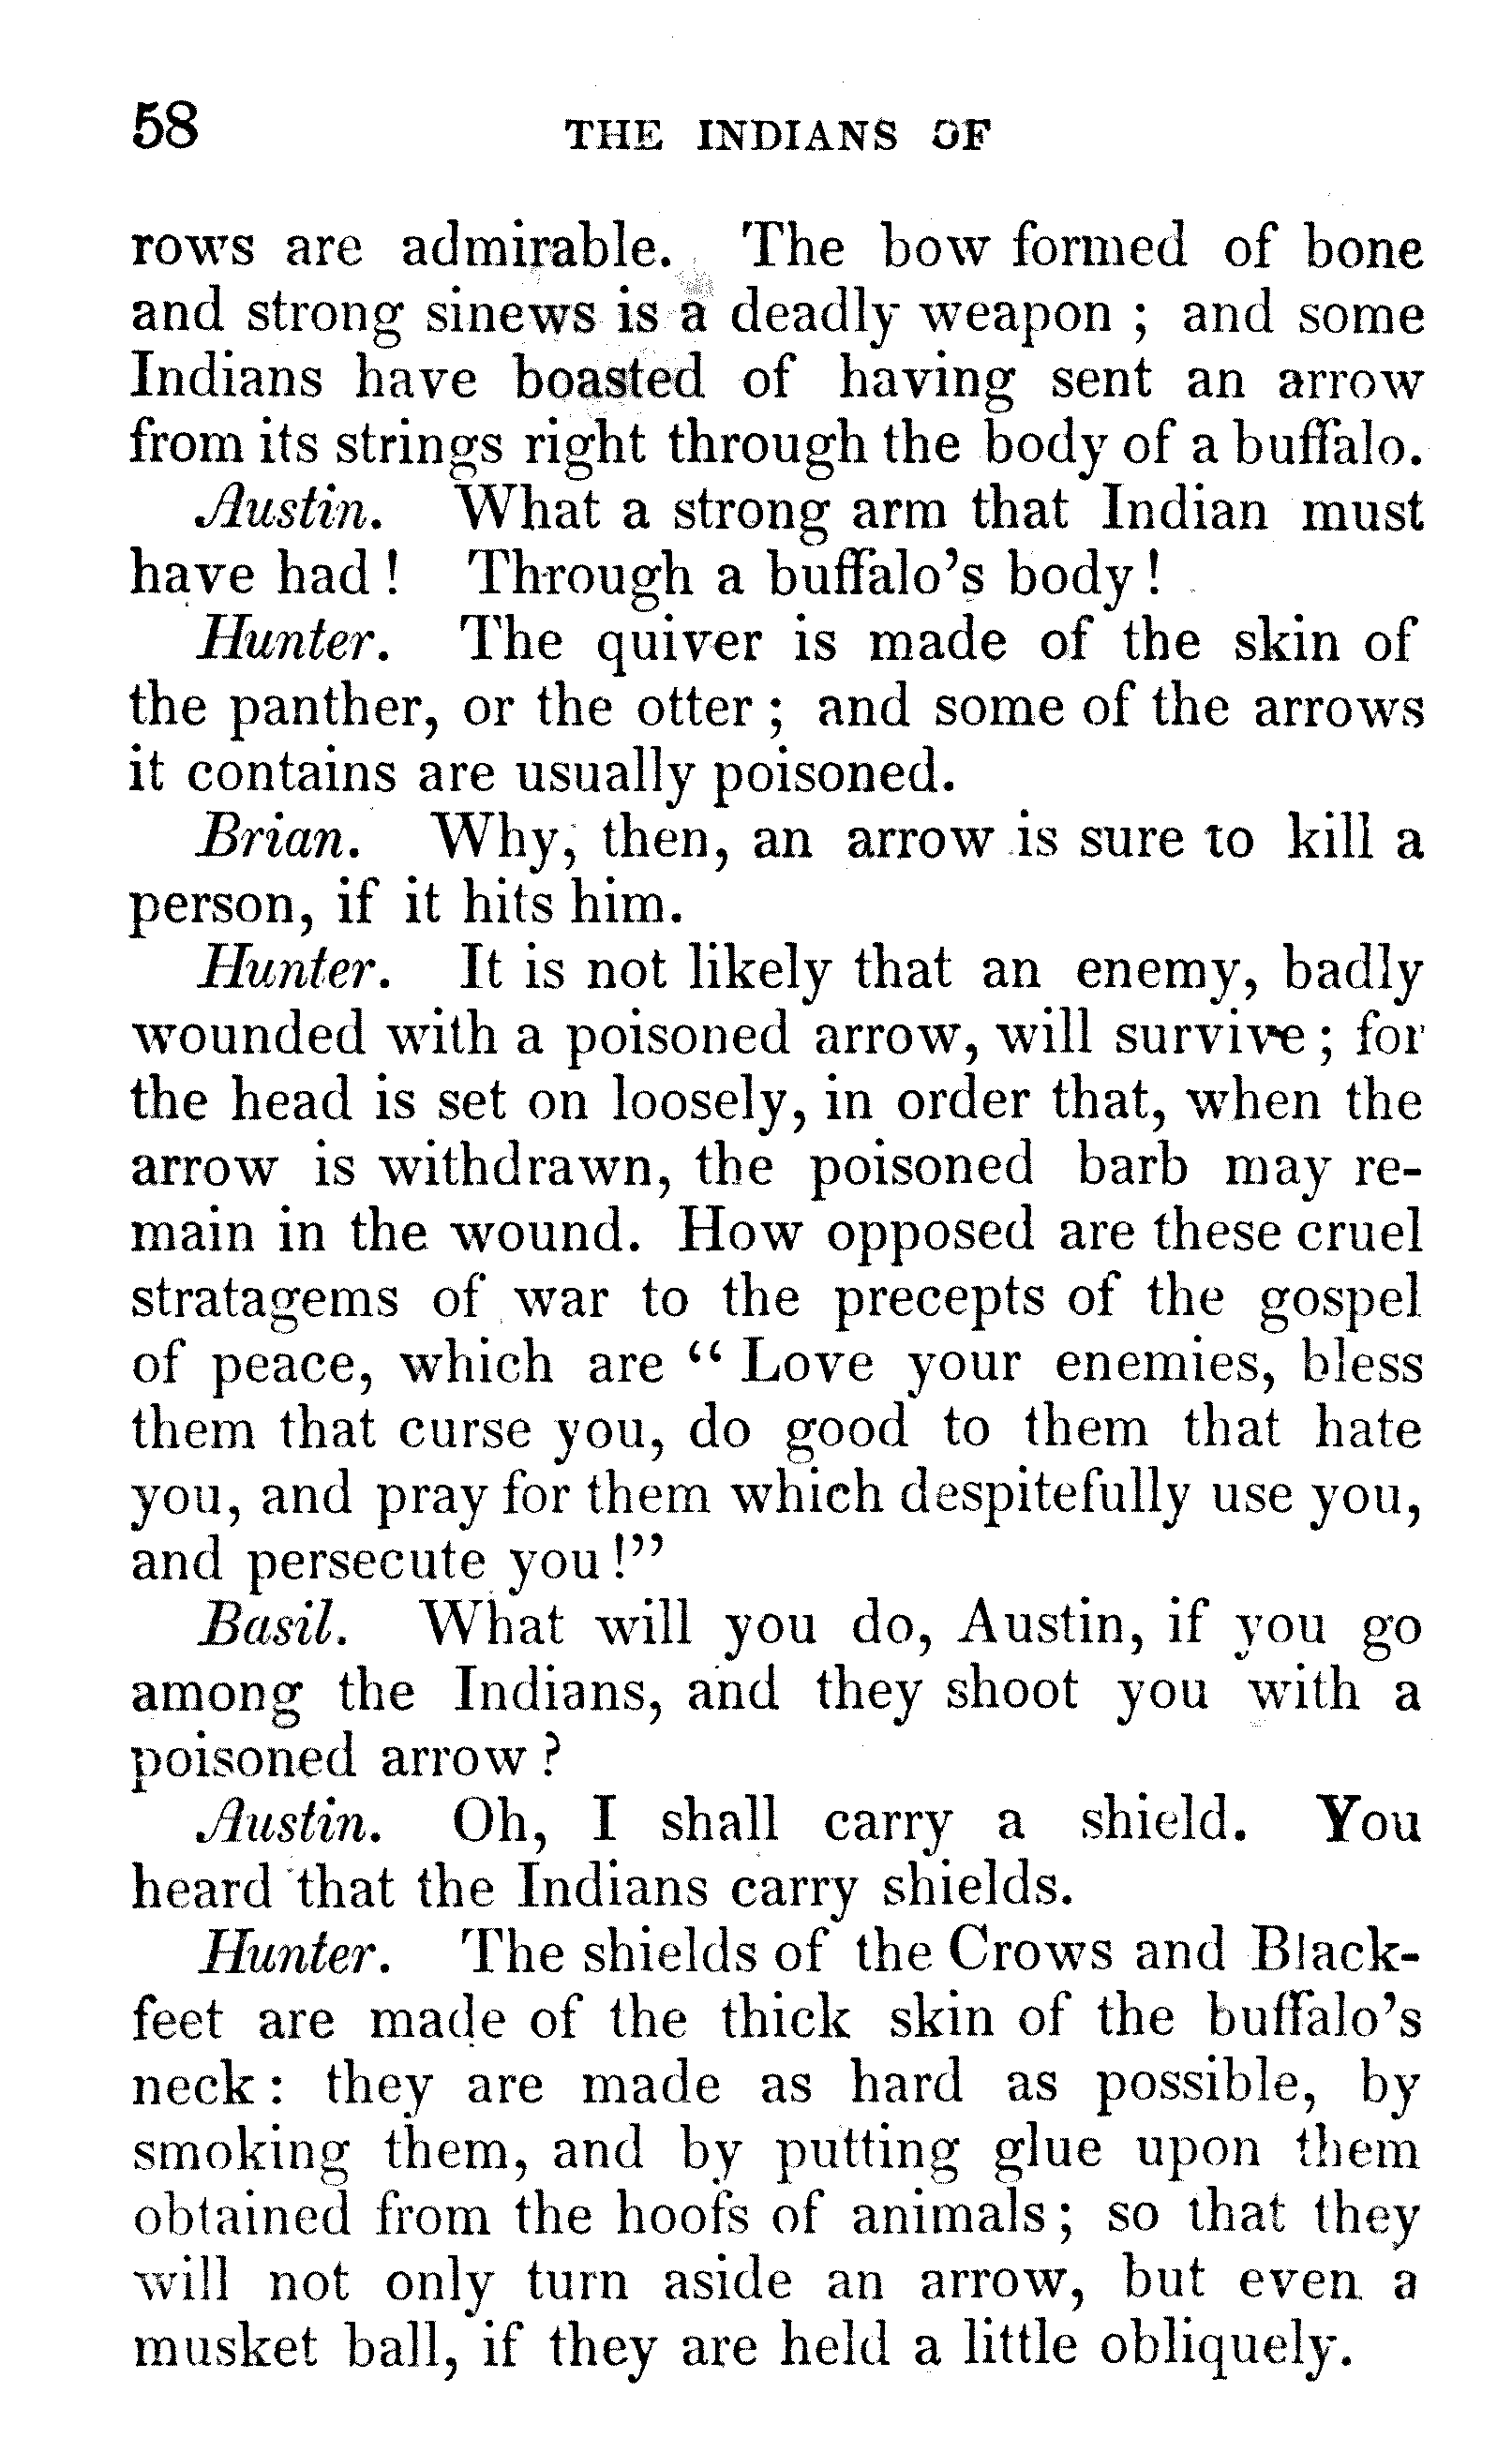 58 THE INDIANS OF
rows are admirable. The bow formed of bone
and strong sinews is a deadly weapon ; and some
Indians have boasted of having sent an arrow
from its strings right through the body of a buffalo.
Austin. What a strong arm that Indian must
have had ! Through a buffalo's body !
Hunter. The quiver is made of the skin of
the panther, or the otter ; and some of the arrows
it contains are usually poisoned.
Brian. Why, then, an arrow is sure to kill a
person, if it hits him.
Hunter. It is not likely that an enemy, badly
wounded with a poisoned arrow, will survive ; for
the head is set on loosely, in order that, when the
arrow is withdrawn, the poisoned barb may re-
main in the wound. How opposed are these cruel
stratagems of war to the precepts of the gospel
of peace, which are “ Love your enemies, bless
them that curse you, do good to them that hate
you, and pray for them which despitefully use you,
and persecute you !”
Basil. What will you do, Austin, if you go
among the Indians, and they shoot you with a
poisoned arrow ?
Austin. Oh, I shall carry a shield. You
heard that the Indians carry shields.
Hunter. The shields of the Crows and Black-
feet are made of the thick skin of the buffalo's
neck : they are made as hard as possible, by
smoking them, and by putting glue upon them
obtained from the hoofs of animals ; so that they
will not only turn aside an arrow, but even a
musket ball, if they are held a little obliquely.